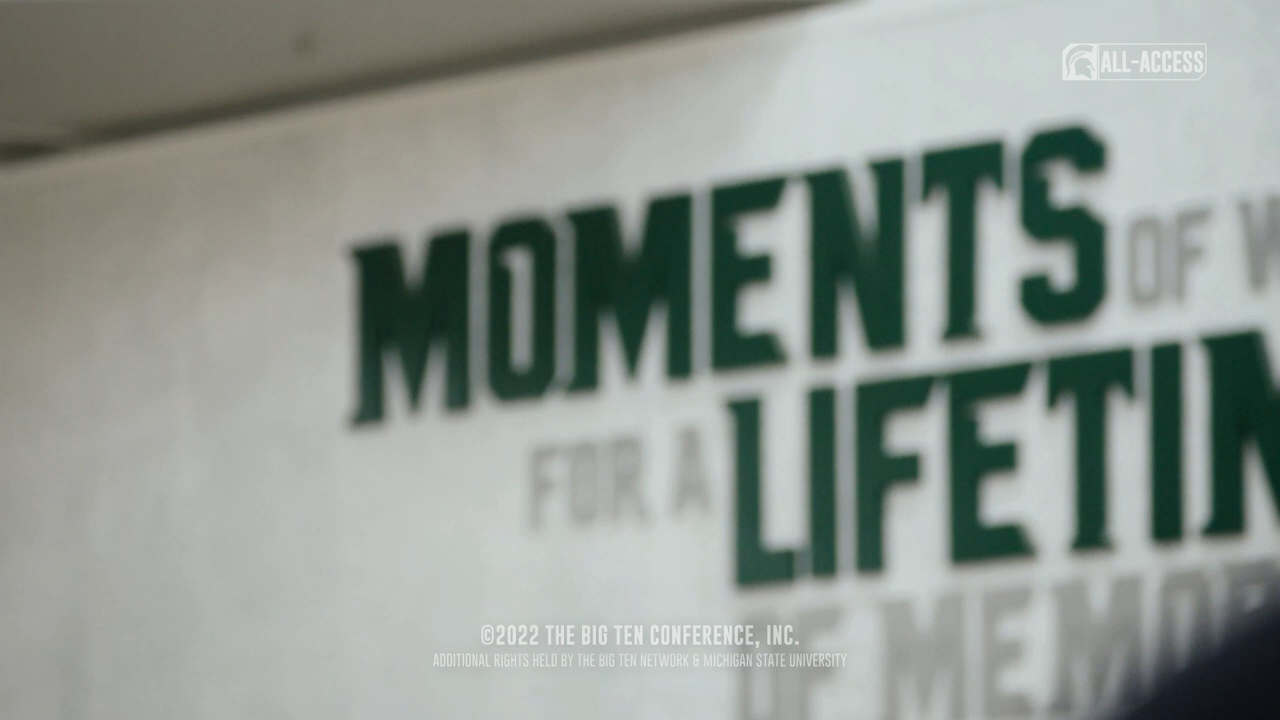 ALL-ACCESS
MOMENTS OF
FOR A
OF
©2022 THE BIG TEN CONFERENCE, INC.
ADDITIONAL RIGHTS HELD BY THE BIG TEN NETWORK & MICHIGAN STATE UNIVERSITY